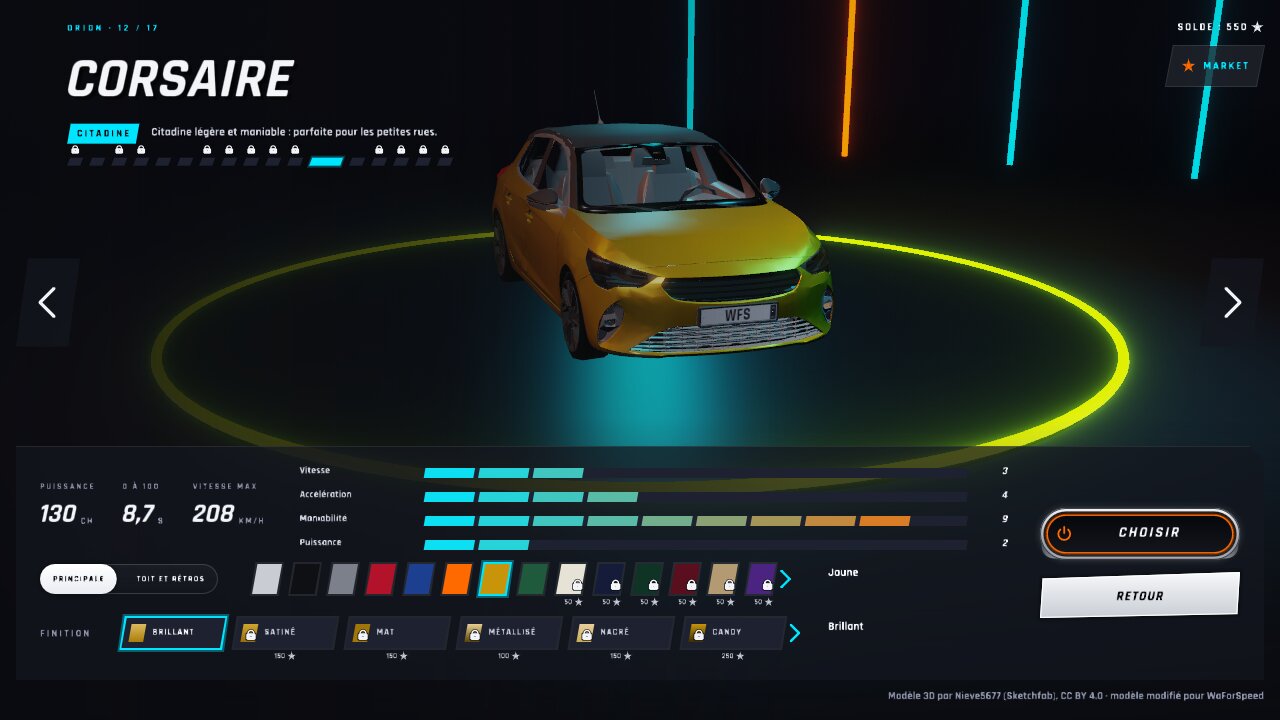 ORION · 12 / 17
CORSAIRE
CITADINE
Citadine légère et maniable : parfaite pour les petites rues.
SOLDE 550 ★
★ MARKET
WFS
PUISSANCE
130 CH
0 À 100
8,7 S
VITESSE MAX
208 KM/H
Vitesse 3
Accélération 4
Maniabilité 9
Puissance 2
PRINCIPALE
TOIT ET RÉTROS
50 ★ 50 ★ 50 ★ 50 ★ 50 ★ 50 ★
Jaune
FINITION
BRILLANT
SATINÉ
150 ★
MAT
150 ★
MÉTALLISÉ
100 ★
NACRÉ
150 ★
CANDY
250 ★
Brillant
CHOISIR
RETOUR
Modèle 3D par Nieve5677 (Sketchfab), CC BY 4.0 · modèle modifié pour WaForSpeed